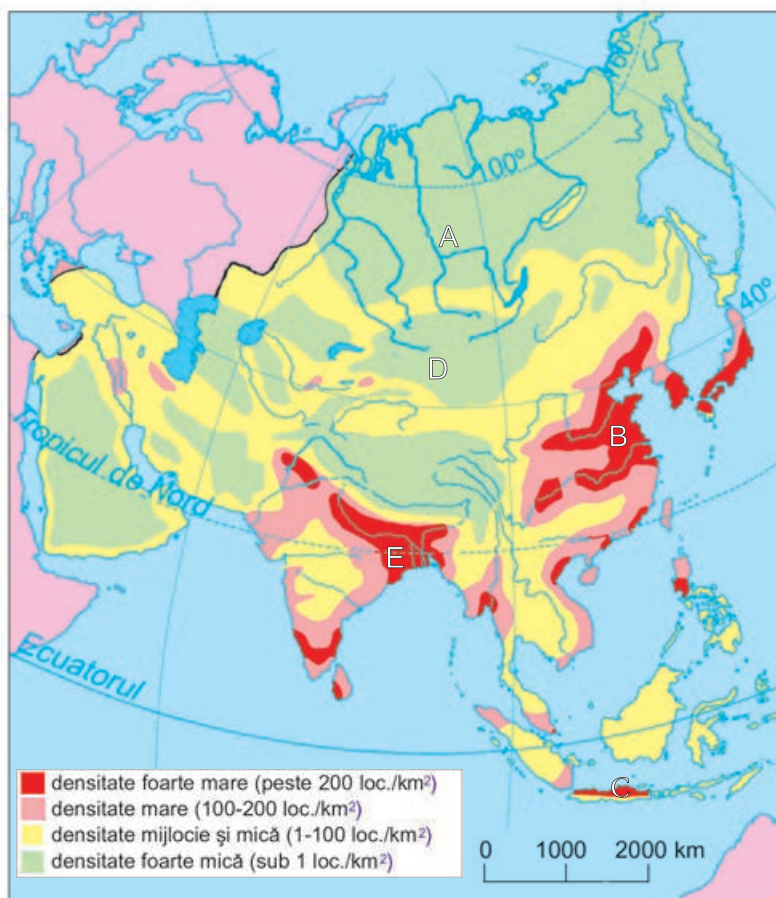 160°
100°
A
40°
D
B
Tropicul de Nord
E
Ecuatorul
C
densitate foarte mare (peste 200 loc./km²)
densitate mare (100-200 loc./km²)
densitate mijlocie şi mică (1-100 loc./km²)
densitate foarte mică (sub 1 loc./km²)
0 1000 2000 km